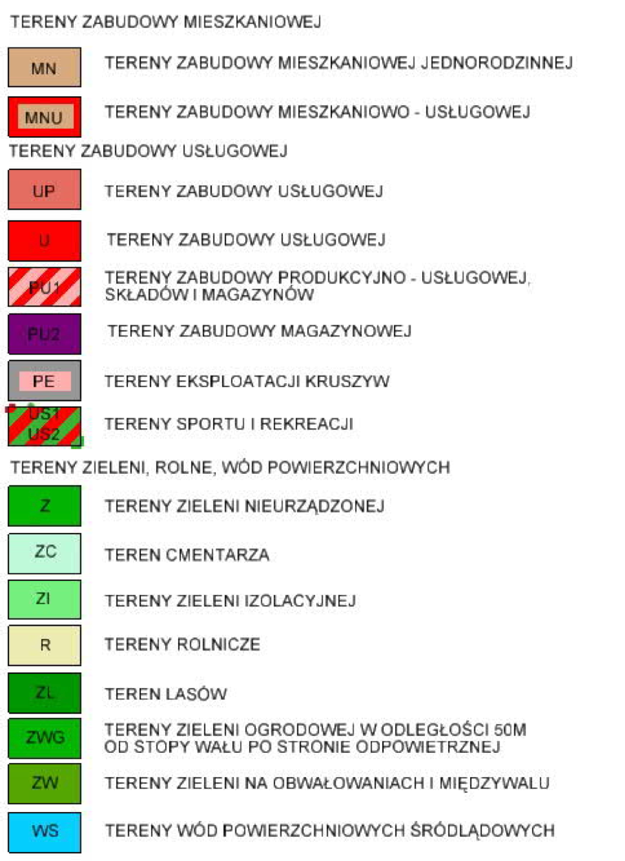 TERENY ZABUDOWY MIESZKANIOWEJ
MN TERENY ZABUDOWY MIESZKANIOWEJ JEDNORODZINNEJ
MNU TERENY ZABUDOWY MIESZKANIOWO - USŁUGOWEJ
TERENY ZABUDOWY USŁUGOWEJ
UP TERENY ZABUDOWY USŁUGOWEJ
U TERENY ZABUDOWY USŁUGOWEJ
PU1 TERENY ZABUDOWY PRODUKCYJNO - USŁUGOWEJ,
SKŁADÓW I MAGAZYNÓW
PU2 TERENY ZABUDOWY MAGAZYNOWEJ
PE TERENY EKSPLOATACJI KRUSZYW
US1
US2 TERENY SPORTU I REKREACJI
TERENY ZIELENI, ROLNE, WÓD POWIERZCHNIOWYCH
Z TERENY ZIELENI NIEURZĄDZONEJ
ZC TEREN CMENTARZA
ZI TERENY ZIELENI IZOLACYJNEJ
R TERENY ROLNICZE
ZL TEREN LASÓW
ZWG TERENY ZIELENI OGRODOWEJ W ODLEGŁOŚCI 50M
OD STOPY WAŁU PO STRONIE ODPOWIETRZNEJ
ZW TERENY ZIELENI NA OBWAŁOWANIACH I MIĘDZYWALU
WS TERENY WÓD POWIERZCHNIOWYCH ŚRÓDLĄDOWYCH